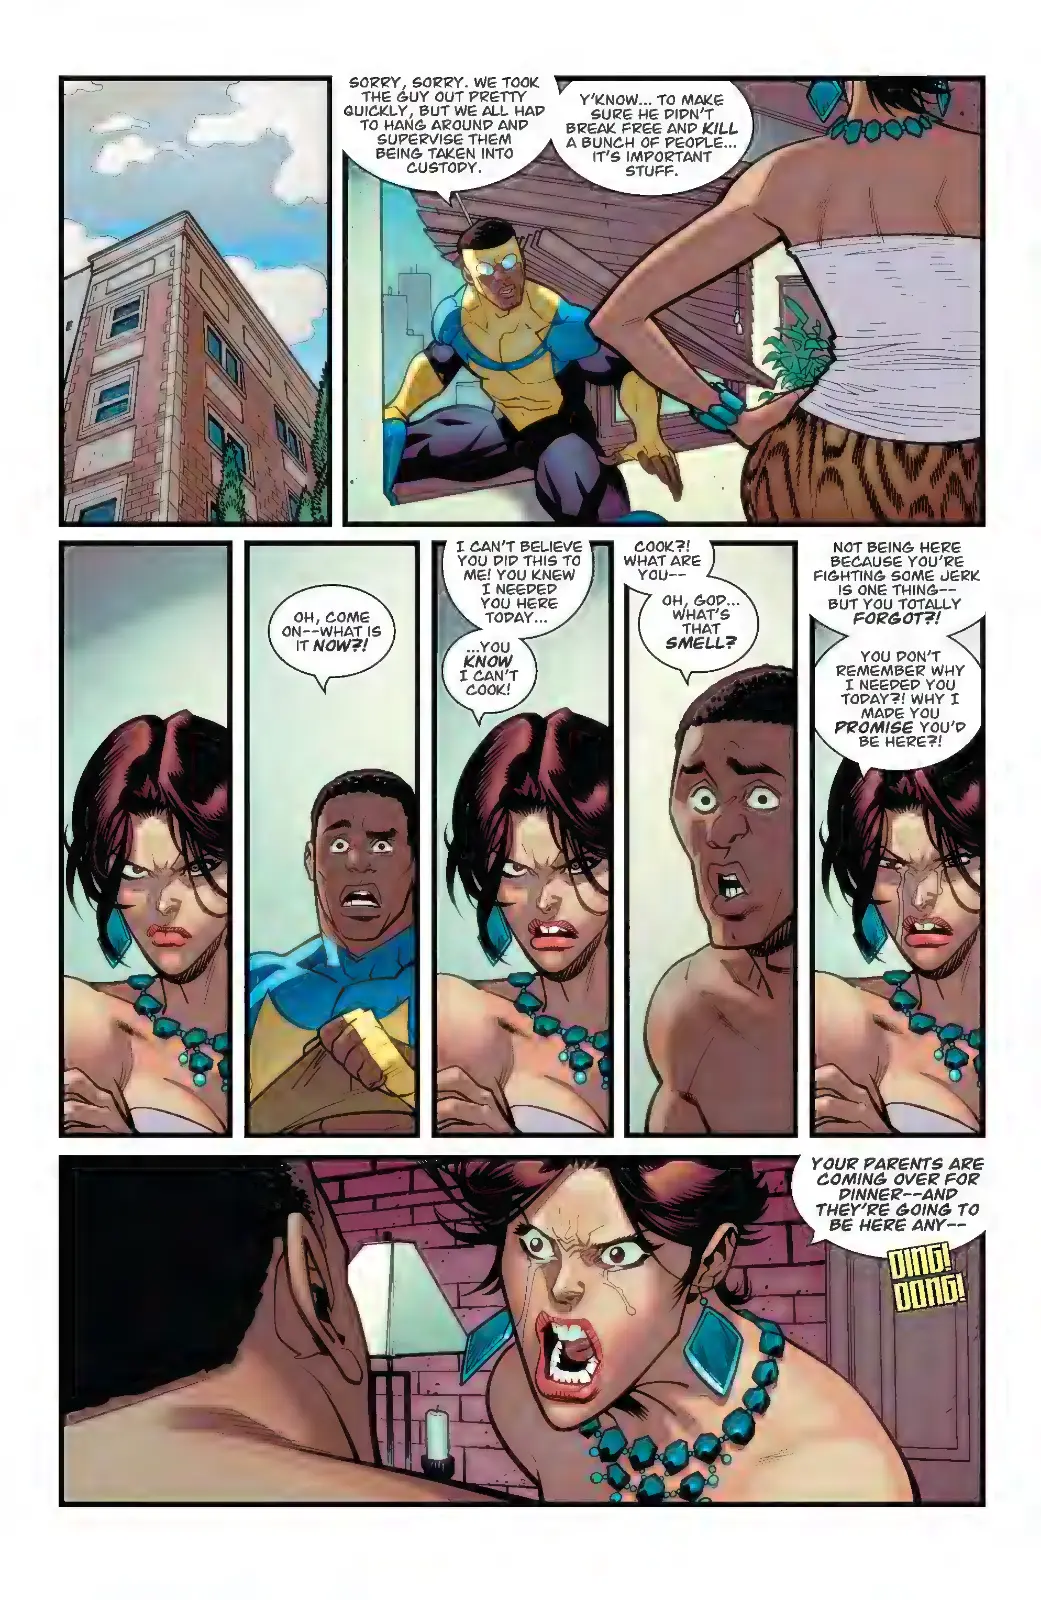 SORRY, SORRY. WE TOOK
THE GUY OUT PRETTY
QUICKLY, BUT WE ALL HAD
TO HANG AROUND AND
SUPERVISE THEM
BEING TAKEN INTO
CUSTODY.
Y'KNOW... TO MAKE
SURE HE DIDN'T
BREAK FREE AND KILL
A BUNCH OF PEOPLE...
IT'S IMPORTANT
STUFF.
OH, COME
ON--WHAT IS
IT NOW?!
I CAN'T BELIEVE
YOU DID THIS TO
ME! YOU KNEW
I NEEDED
YOU HERE
TODAY...
...YOU
KNOW
I CAN'T
COOK!
COOK?!
WHAT ARE
YOU--
OH, GOD...
WHAT'S
THAT
SMELL?
NOT BEING HERE
BECAUSE YOU'RE
FIGHTING SOME JERK
IS ONE THING--
BUT YOU TOTALLY
FORGOT?!
YOU DON'T
REMEMBER WHY
I NEEDED YOU
TODAY?! WHY I
MADE YOU
PROMISE YOU'D
BE HERE?!
YOUR PARENTS ARE
COMING OVER FOR
DINNER--AND
THEY'RE GOING TO
BE HERE ANY--
DING!
DONG!